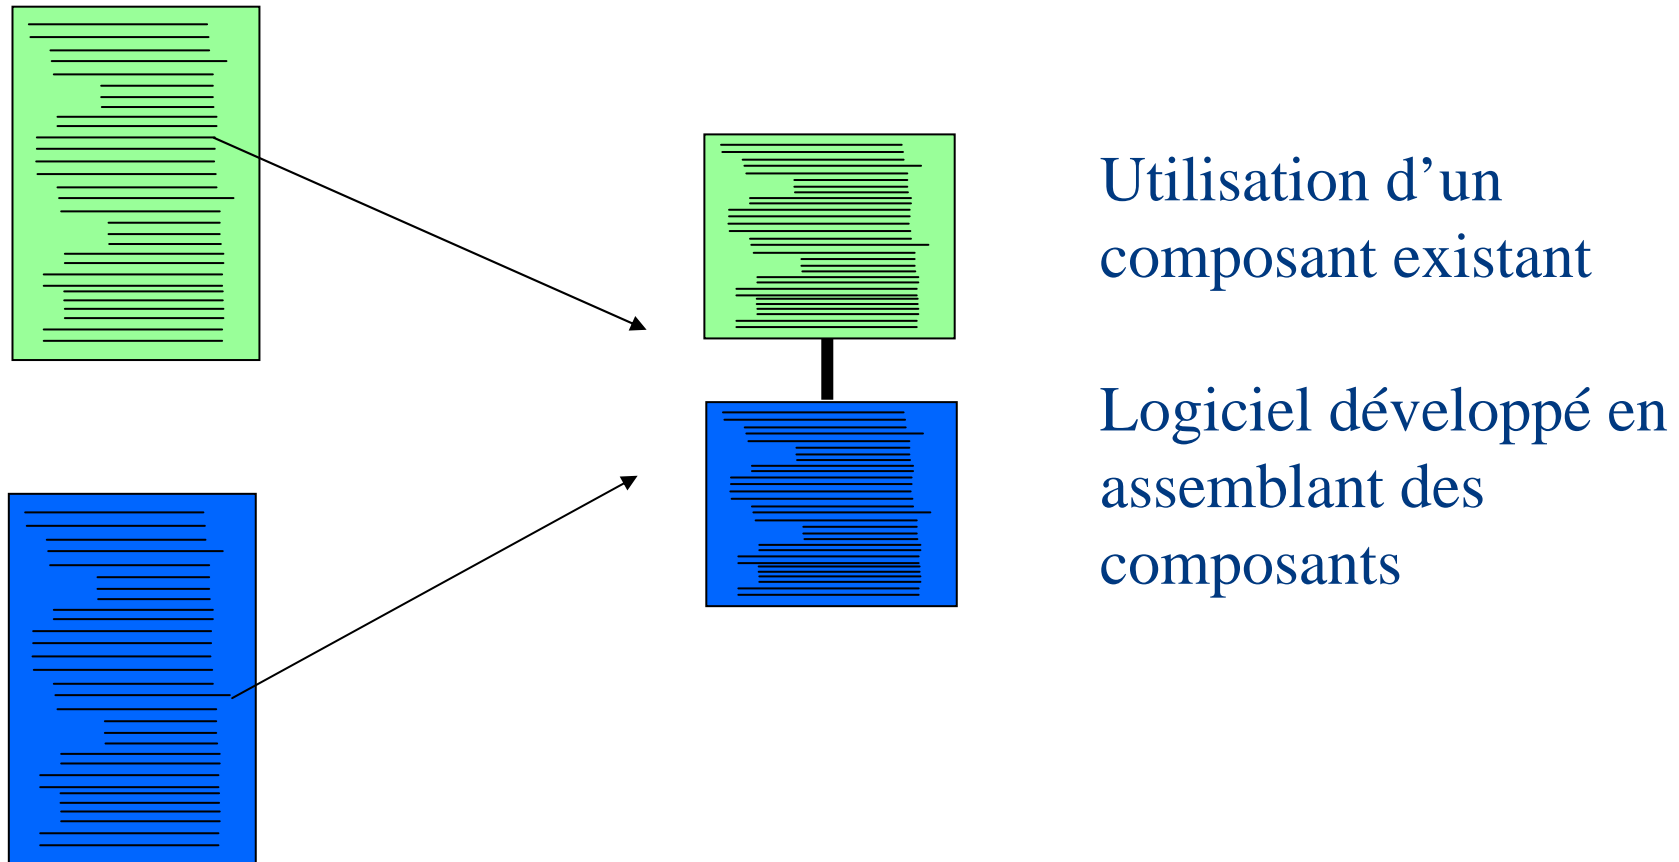 Utilisation d’un
composant existant
Logiciel développé en
assemblant des
composants